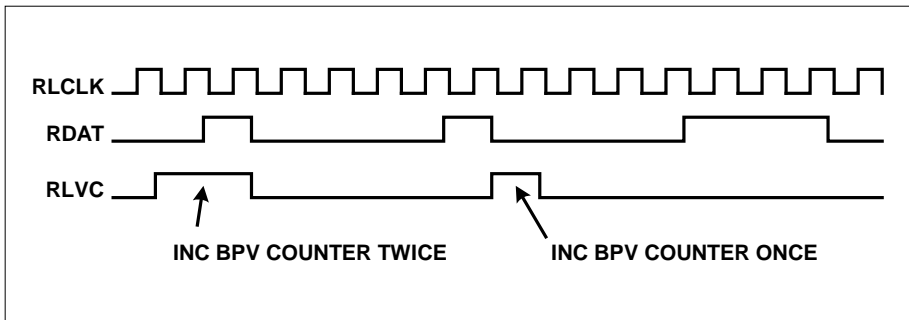 RLCLK
RDAT
RLVC
INC BPV COUNTER TWICE
INC BPV COUNTER ONCE